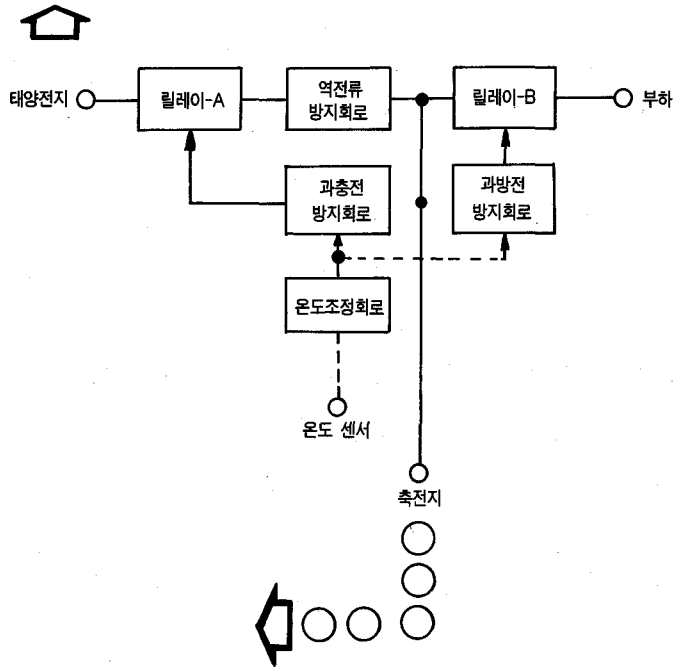 태양전지
릴레이-A
역전류
방지회로
릴레이-B
부하
과충전
방지회로
과방전
방지회로
온도조정회로
온도 센서
축전지